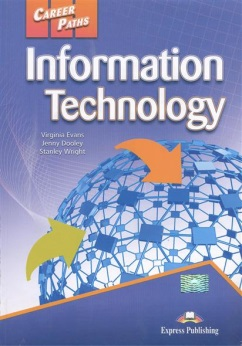 CAREER
PATHS
Information
Technology
Virginia Evans
Jenny Dooley
Stanley Wright
Express Publishing